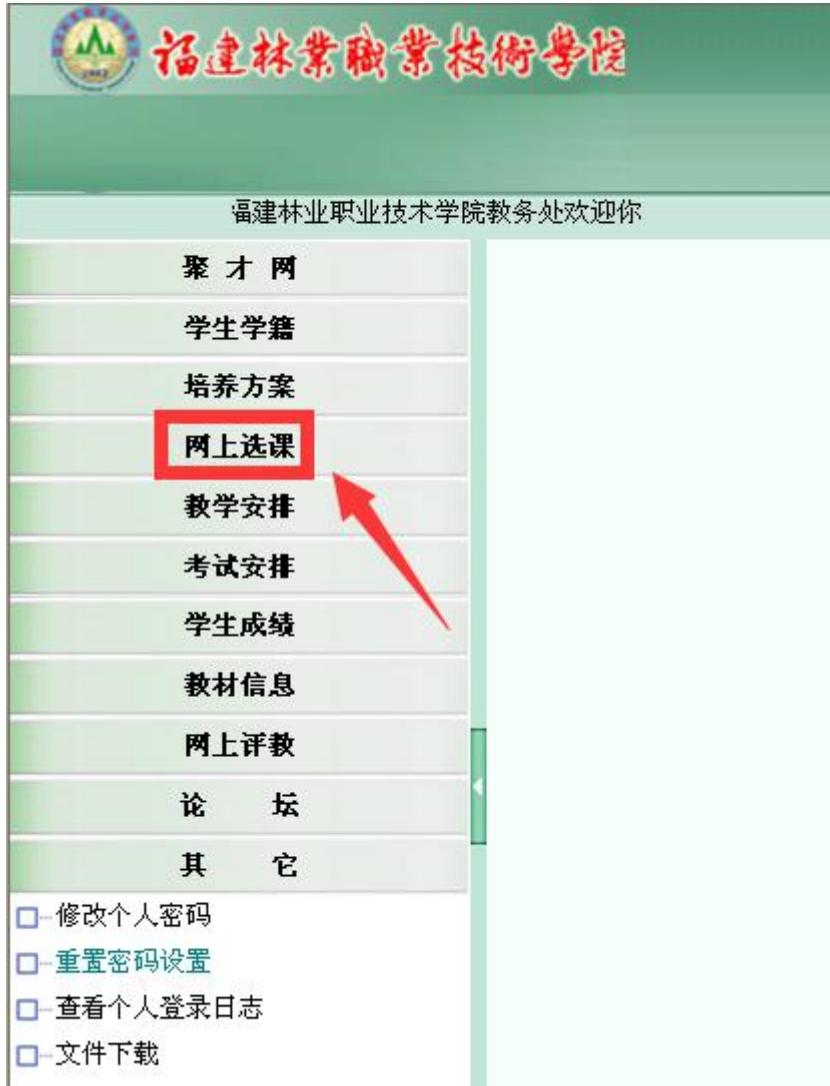 福建林業職業技術學院
福建林业职业技术学院教务处欢迎你
聚 才 网
学生学籍
培养方案
网上选课
教学安排
考试安排
学生成绩
教材信息
网上评教
论 坛
其 它
修改个人密码
重置密码设置
查看个人登录日志
文件下载